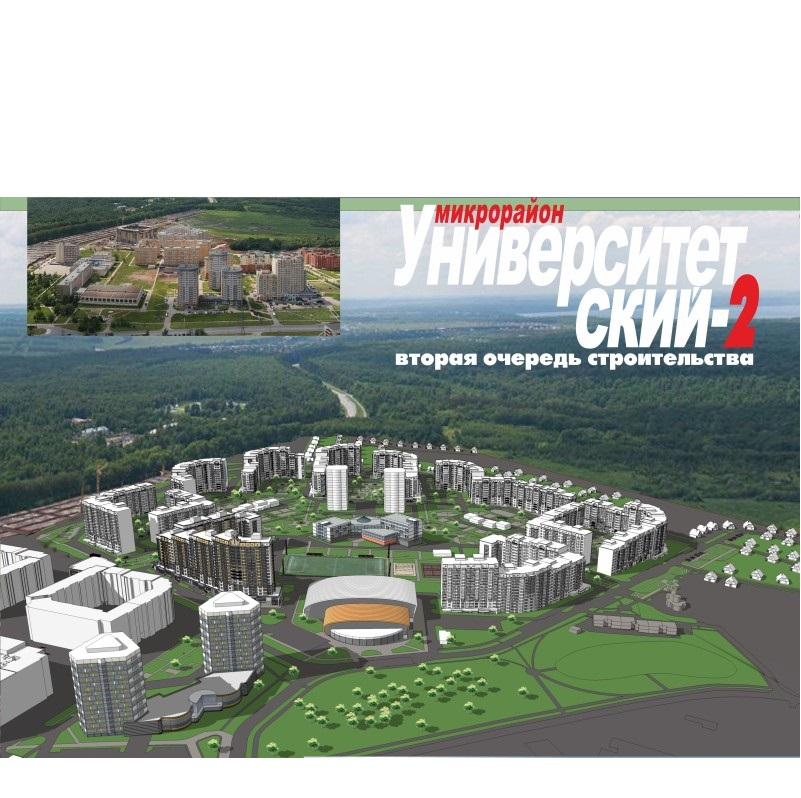 микрорайон
Университет
ский-2
вторая очередь строительства